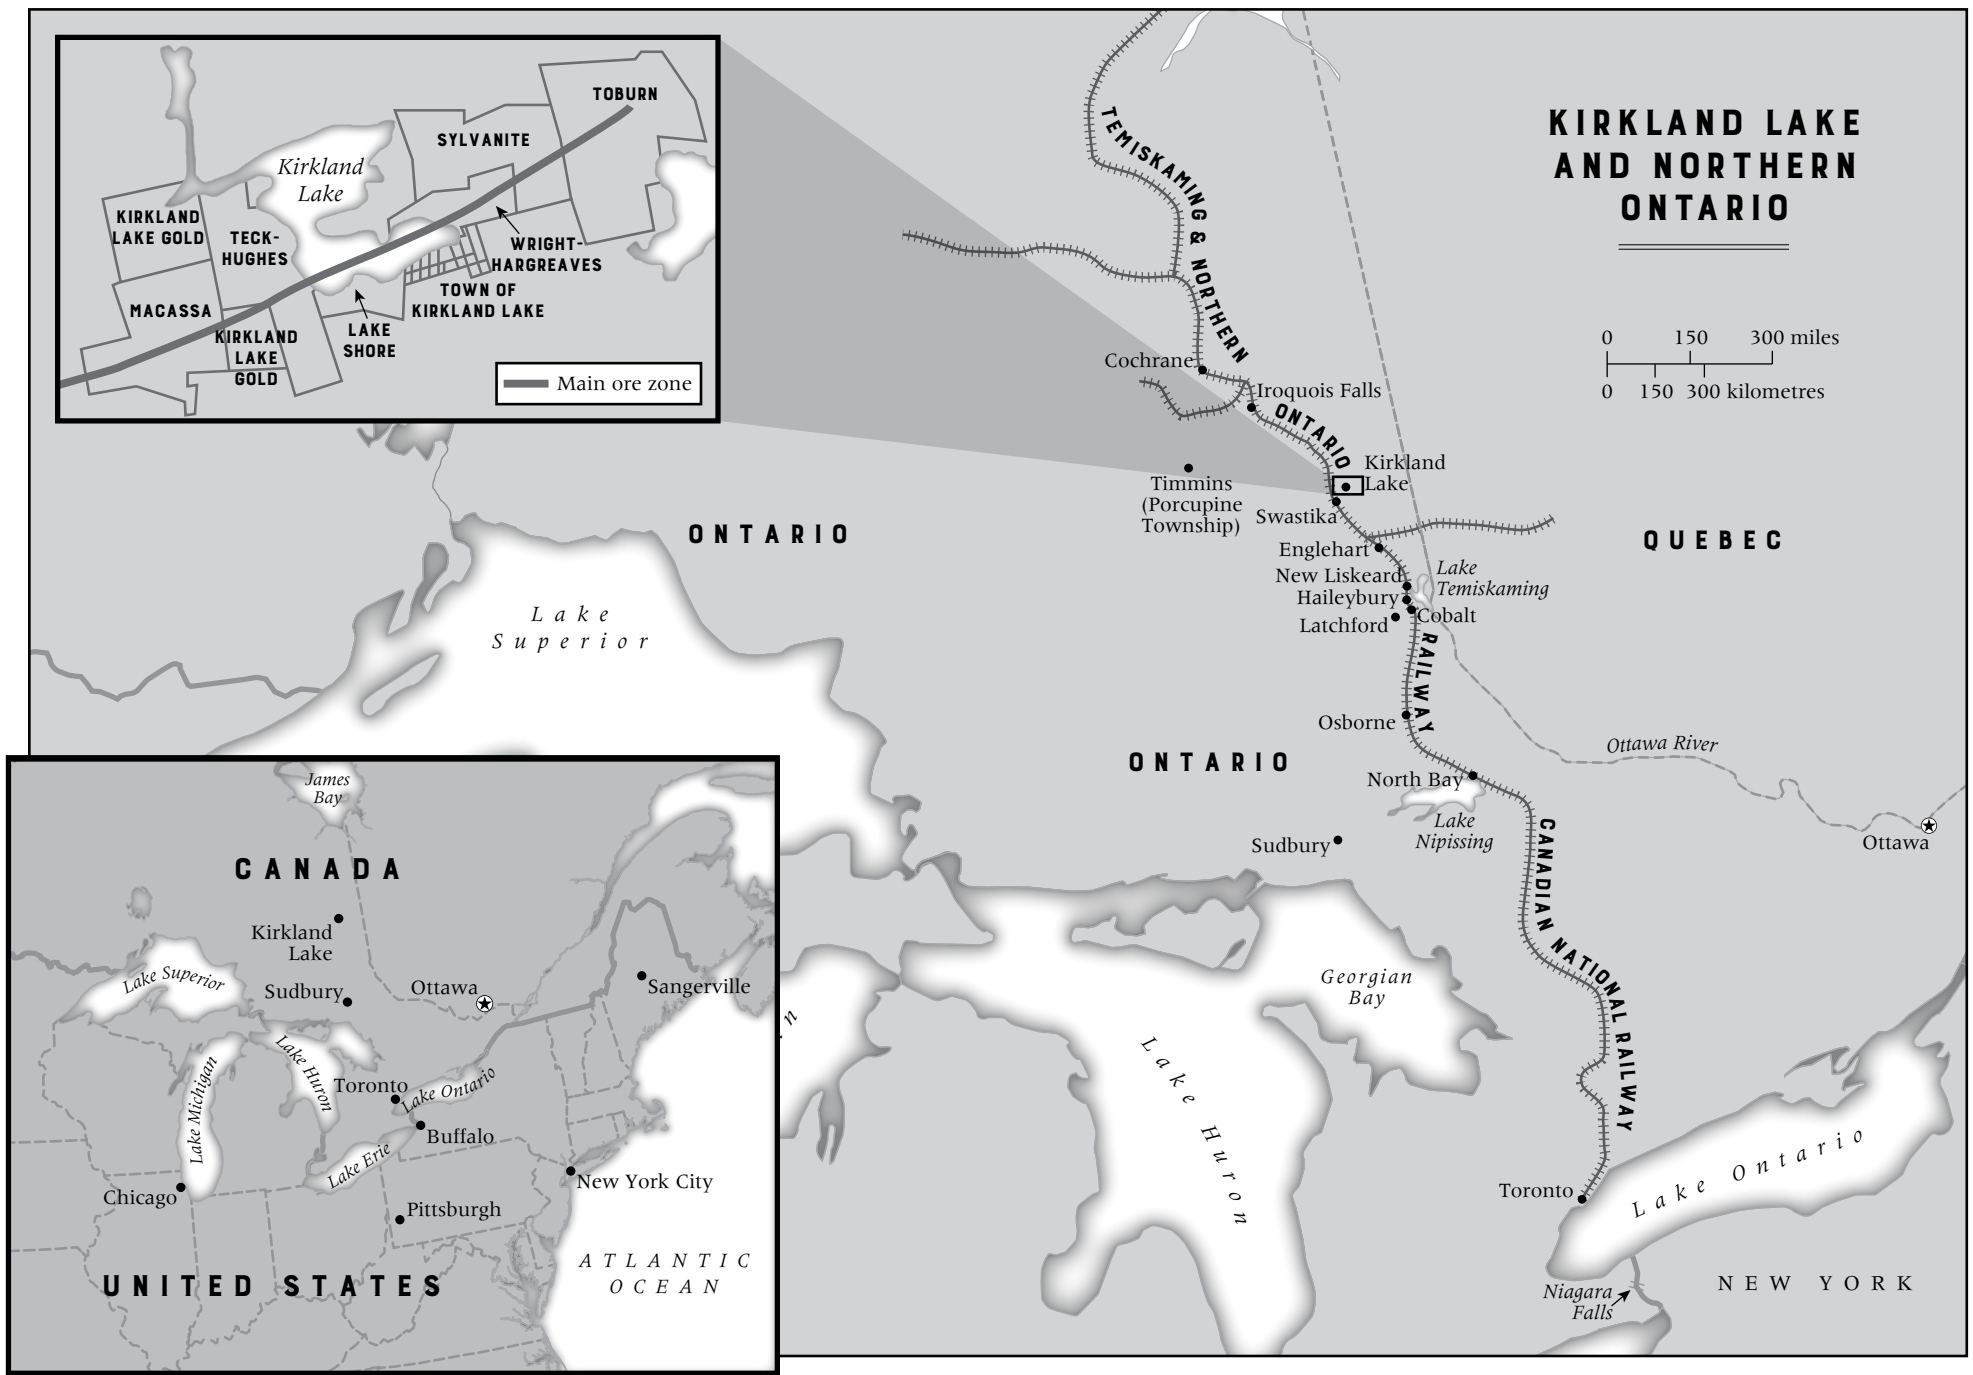 KIRKLAND LAKE
AND NORTHERN
ONTARIO
0 150 300 miles
0 150 300 kilometres
TOBURN
SYLVANITE
Kirkland
Lake
KIRKLAND
LAKE GOLD
TECK-
HUGHES
WRIGHT-
HARGREAVES
TOWN OF
KIRKLAND LAKE
MACASSA
KIRKLAND
LAKE
GOLD
LAKE
SHORE
Main ore zone
TEMISKAMING & NORTHERN
ONTARIO
RAILWAY
Cochrane
Iroquois Falls
Kirkland
Lake
Timmins
(Porcupine
Township)
Swastika
Englehart
New Liskeard
Haileybury
Latchford
Cobalt
Lake
Temiskaming
ONTARIO
QUEBEC
Lake
Superior
Osborne
Ottawa River
ONTARIO
North Bay
Lake
Nipissing
Sudbury
Ottawa
CANADIAN NATIONAL RAILWAY
Georgian
Bay
Lake Huron
n
Toronto
Lake Ontario
Niagara
Falls
NEW YORK
James
Bay
CANADA
Kirkland
Lake
Lake Superior
Sudbury
Ottawa
Sangerville
Lake Michigan
Lake Huron
Toronto
Lake Ontario
Buffalo
Lake Erie
New York City
Chicago
Pittsburgh
ATLANTIC
OCEAN
UNITED STATES